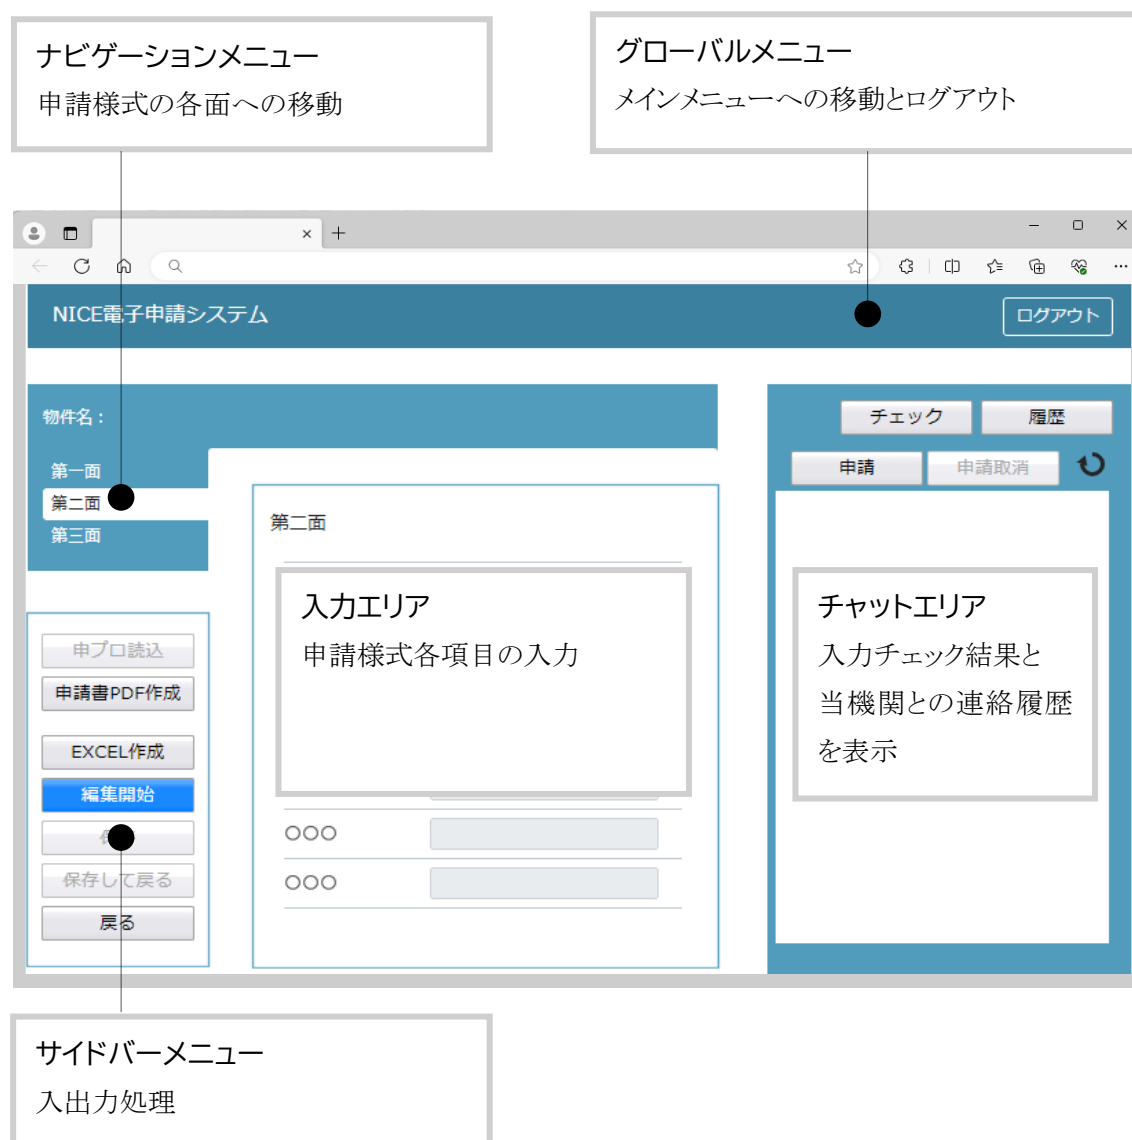 ナビゲーションメニュー
申請様式の各面への移動
グローバルメニュー
メインメニューへの移動とログアウト
NICE電子申請システム
ログアウト
物件名：
第一面
第二面
第三面
チェック
履歴
申請
申請取消
第二面
入力エリア
申請様式各項目の入力
〇〇〇
〇〇〇
チャットエリア
入力チェック結果と
当機関との連絡履歴
を表示
申プロ読込
申請書PDF作成
EXCEL作成
編集開始
保存して戻る
戻る
サイドバーメニュー
入出力処理